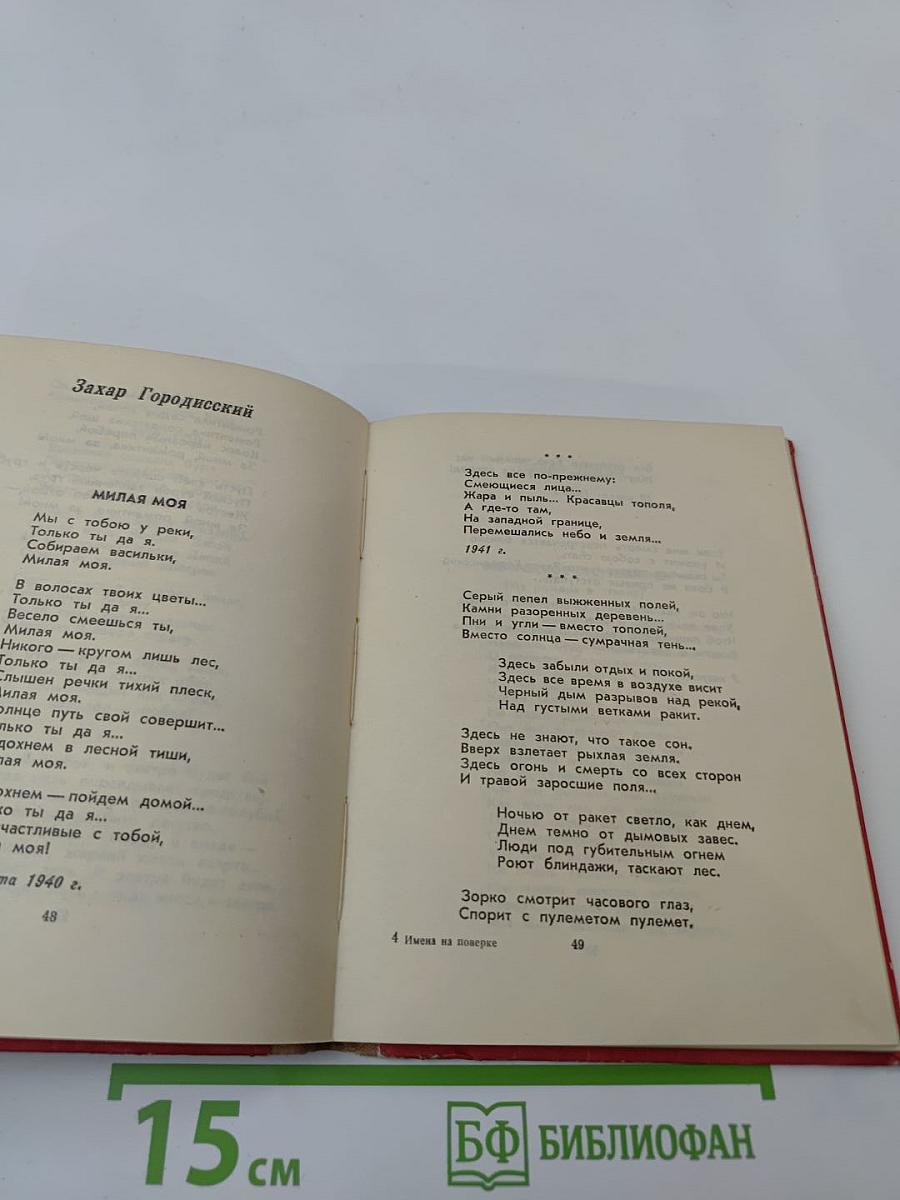 Захар Городисский
МИЛАЯ МОЯ
Мы с тобою у реки,
Только ты да я.
Собираем васильки,
Милая моя.
В волосах твоих цветы...
Только ты да я...
Весело смеешься ты,
Милая моя.
Никого — кругом лишь лес,
Только ты да я...
Слышен речки тихий плеск,
моя.
путь свой совершит...
ты да я...
в лесной тиши,
моя.
— пойдем домой...
ты да я...
с тобой,
моя!
1940 г.
48
* * *
Здесь все по-прежнему:
Смеющиеся лица...
Жара и пыль... Красавцы тополя,
А где-то там,
На западной границе,
Перемешались небо и земля...
1941 г.
* * *
Серый пепел выжженных полей,
Камни разоренных деревень...
Пни и угли — вместо тополей,
Вместо солнца — сумрачная тень...
Здесь забыли отдых и покой,
Здесь все время в воздухе висит
Черный дым разрывов над рекой,
Над густыми ветками ракит.
Здесь не знают, что такое сон.
Вверх взлетает рыхлая земля.
Здесь огонь и смерть со всех сторон
И травой заросшие поля...
Ночью от ракет светло, как днем,
Днем темно от дымовых завес.
Люди под губительным огнем
Роют блиндажи, таскают лес.
Зорко смотрит часового глаз,
Спорит с пулеметом пулемет.
4 Имена на поверке
49
15 см
БФ БИБЛИОФАН